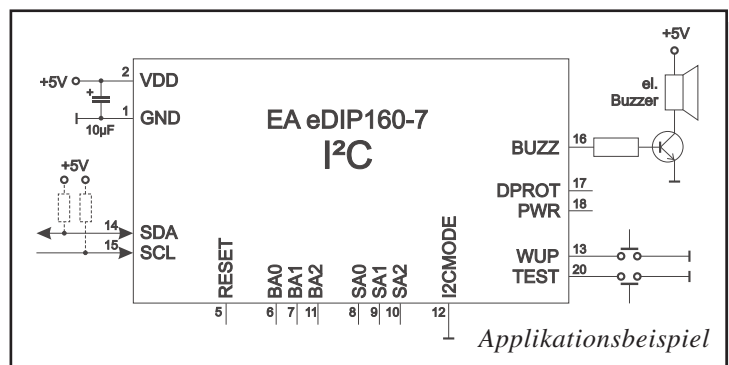 +5V
el.
Buzzer
+5V
2
VDD
+
10µF
1
GND
EA eDIP160-7
I²C
BUZZ
16
+5V
DPROT
17
PWR
18
14
SDA
15
SCL
WUP
13
TEST
20
RESET
BA0
BA1
BA2
SA0
SA1
SA2
I2CMODE
5
6
7
11
8
9
10
12
Applikationsbeispiel